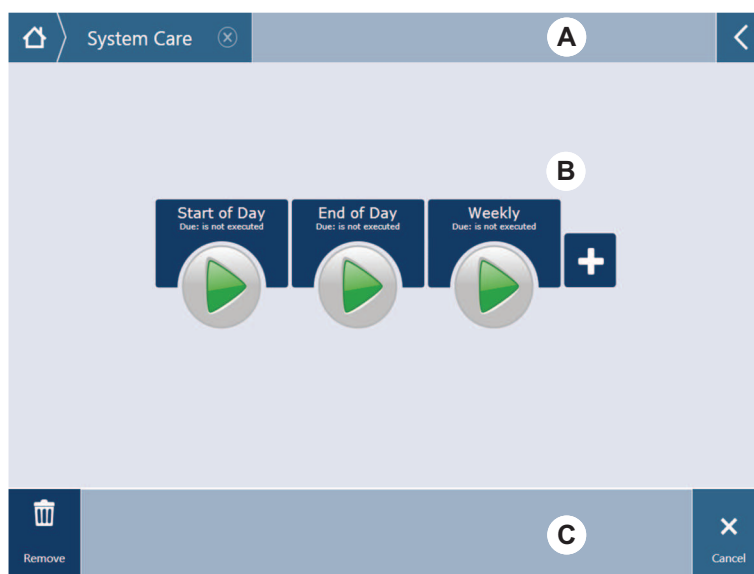 System Care
A
B
Start of Day
Due: is not executed
End of Day
Due: is not executed
Weekly
Due: is not executed
C
Remove
Cancel